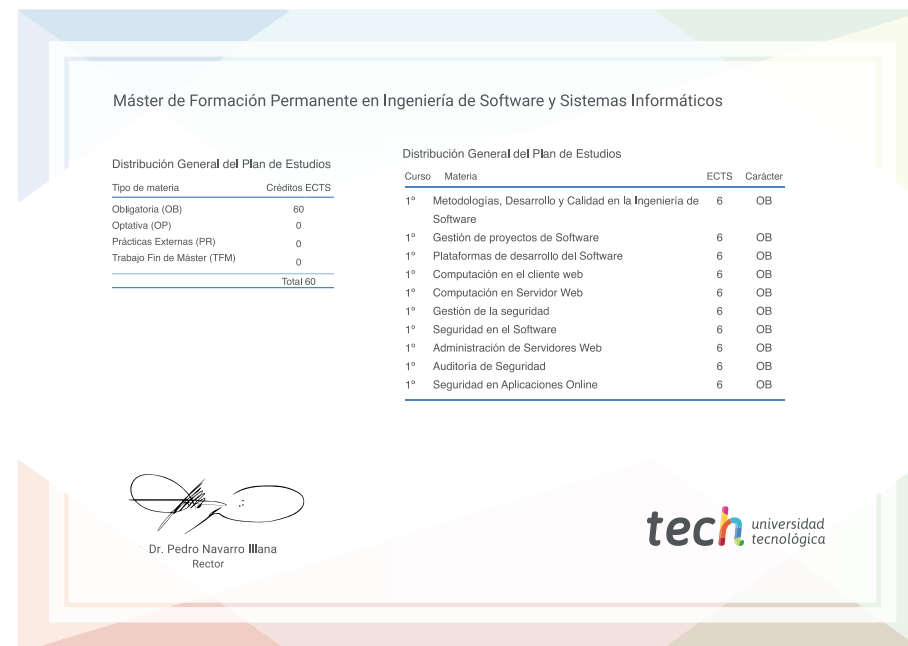 Máster de Formación Permanente en Ingeniería de Software y Sistemas Informáticos
Distribución General del Plan de Estudios
Tipo de materia Créditos ECTS
Obligatoria (OB) 60
Optativa (OP) 0
Prácticas Externas (PR) 0
Trabajo Fin de Máster (TFM) 0
Total 60
Distribución General del Plan de Estudios
Curso Materia ECTS Carácter
1º Metodologías, Desarrollo y Calidad en la Ingeniería de 6 OB
Software
1º Gestión de proyectos de Software 6 OB
1º Plataformas de desarrollo del Software 6 OB
1º Computación en el cliente web 6 OB
1º Computación en Servidor Web 6 OB
1º Gestión de la seguridad 6 OB
1º Seguridad en el Software 6 OB
1º Administración de Servidores Web 6 OB
1º Auditoría de Seguridad 6 OB
1º Seguridad en Aplicaciones Online 6 OB
Dr. Pedro Navarro Illana
Rector
tech universidad
tecnológica